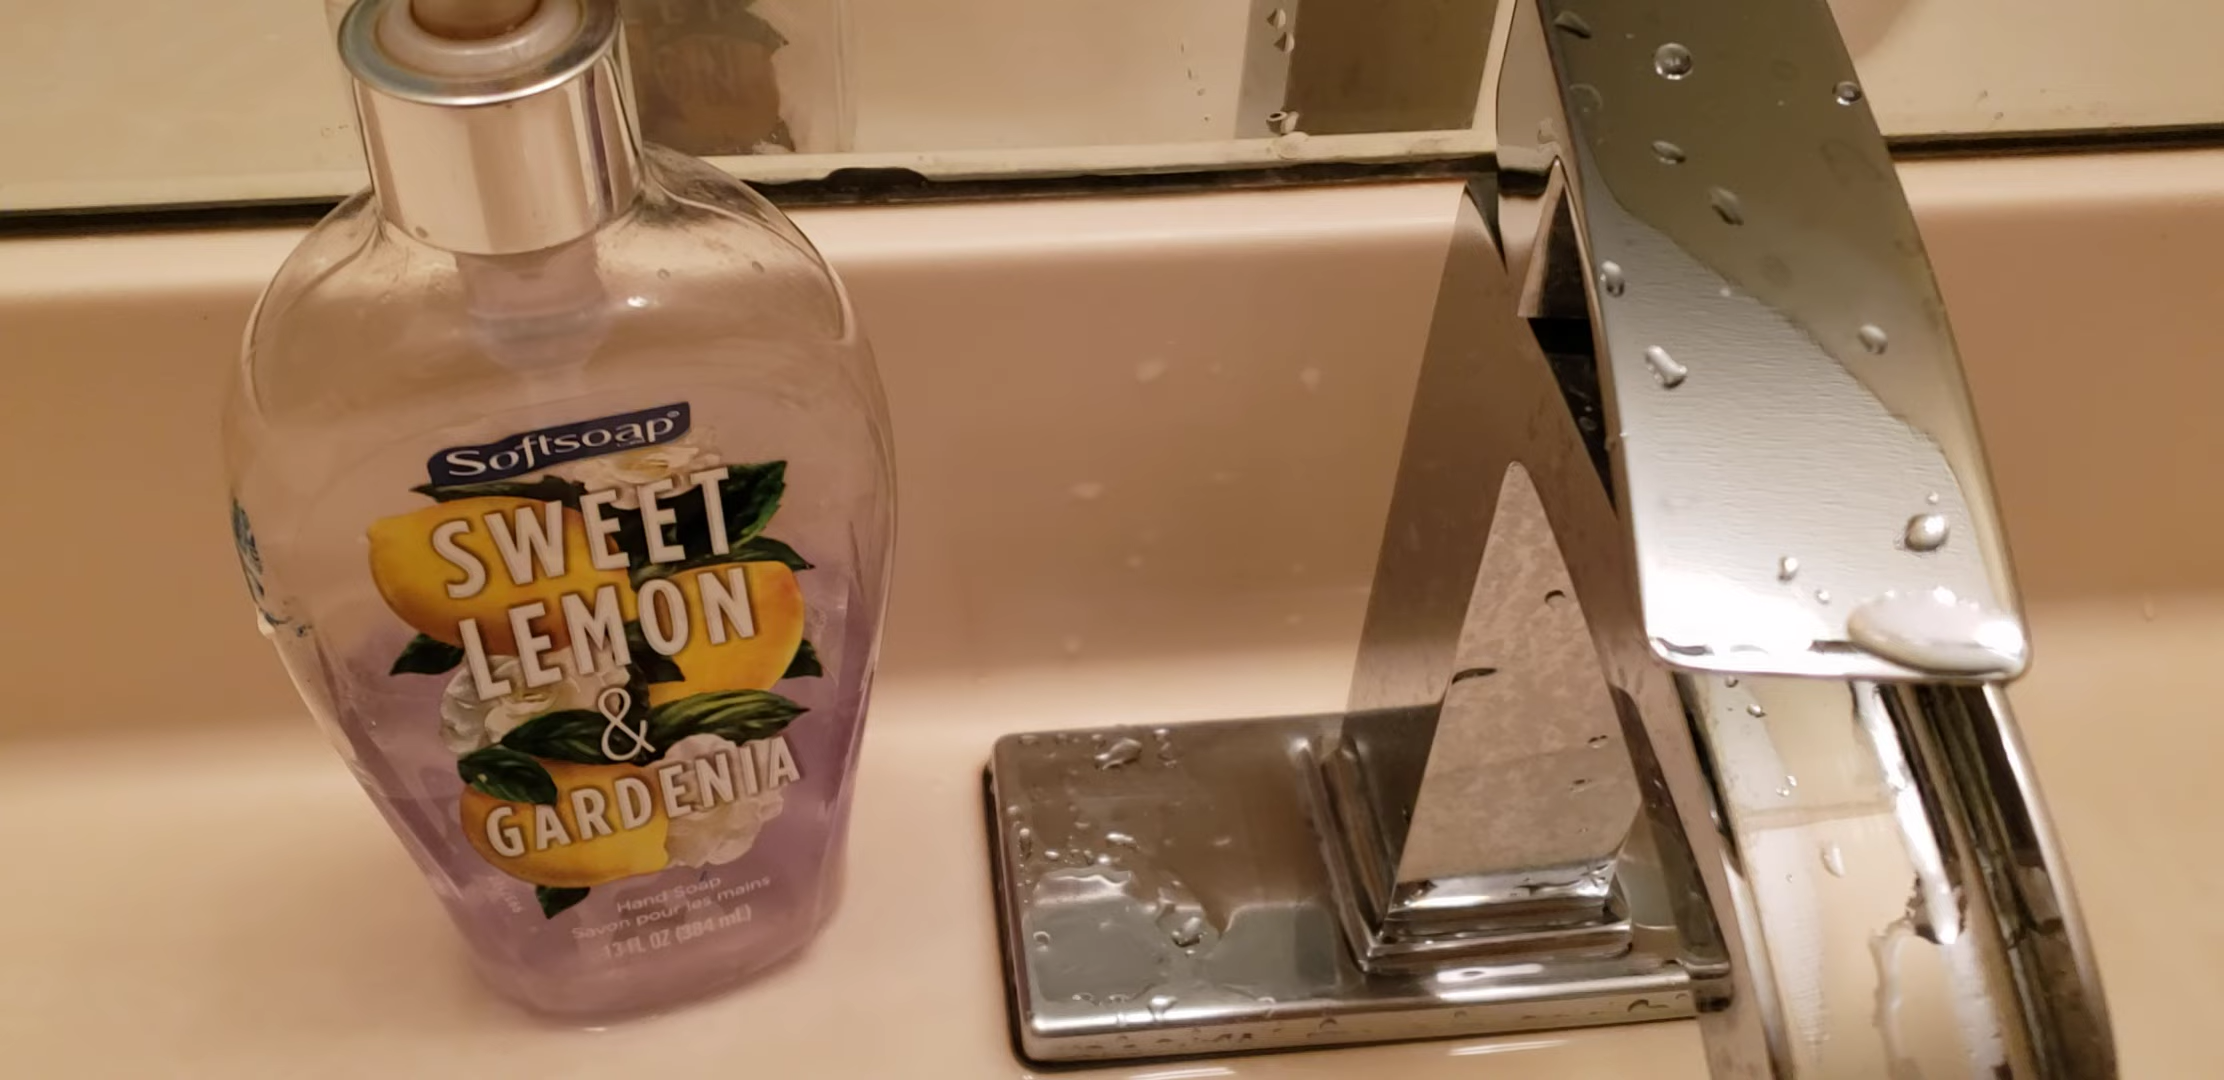 Softsoap®
SWEET
LEMON
&
GARDENIA
Hand Soap
Savon pour les mains
13 FL OZ (384 mL)